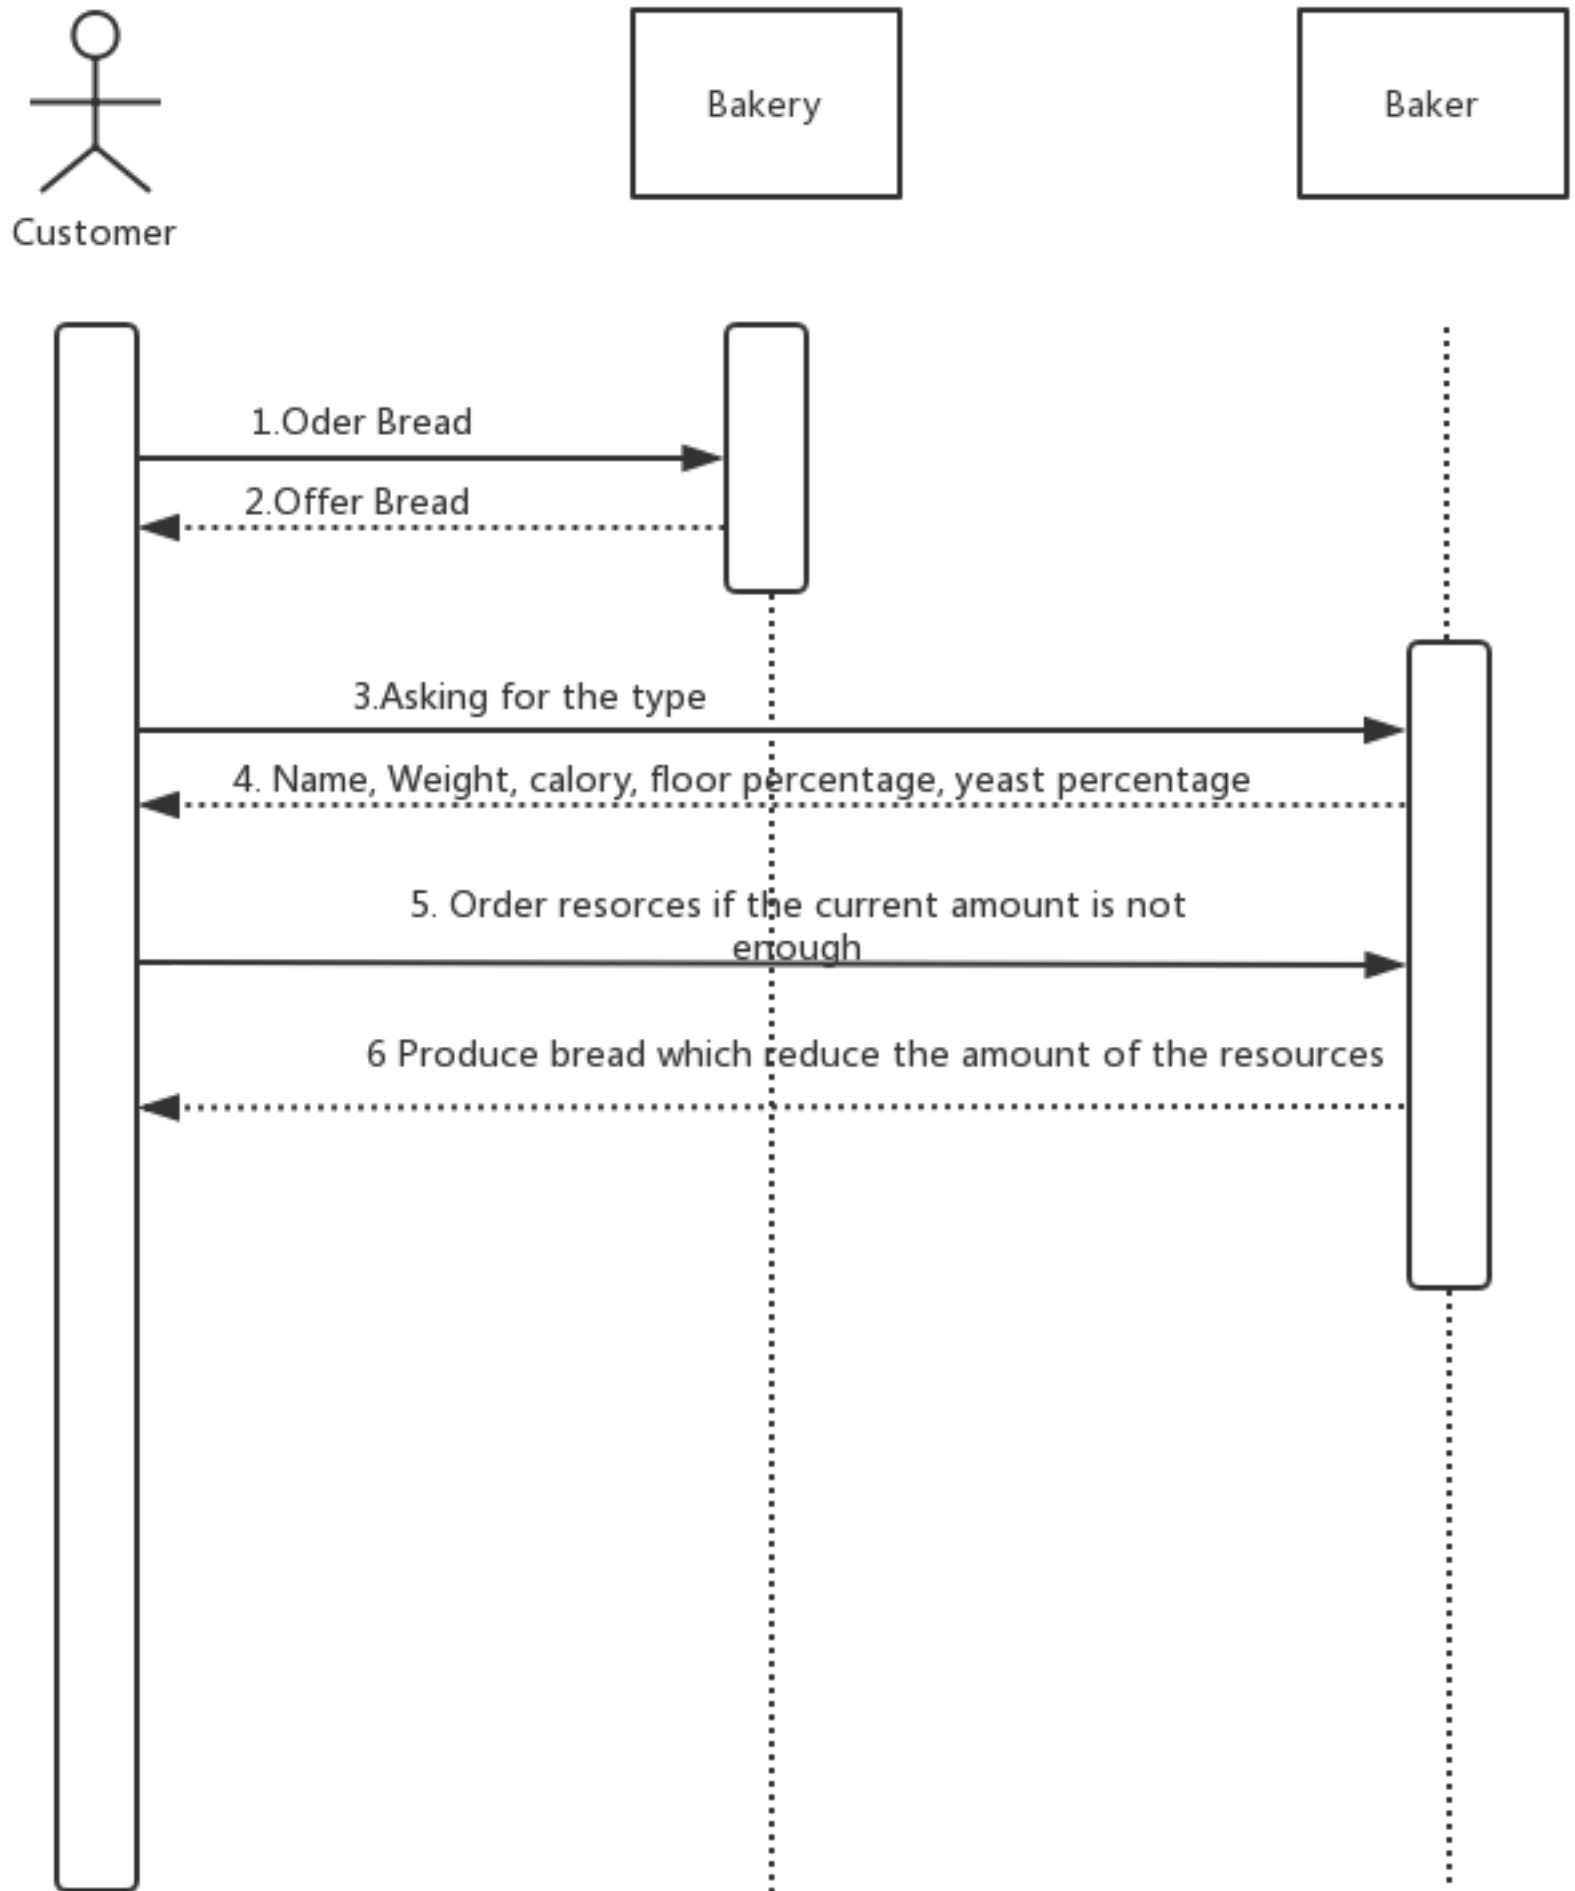 Bakery
Baker
Customer
1.Oder Bread
2.Offer Bread
3.Asking for the type
4. Name, Weight, calory, floor percentage, yeast percentage
5. Order resorces if the current amount is not
enough
6 Produce bread which reduce the amount of the resources